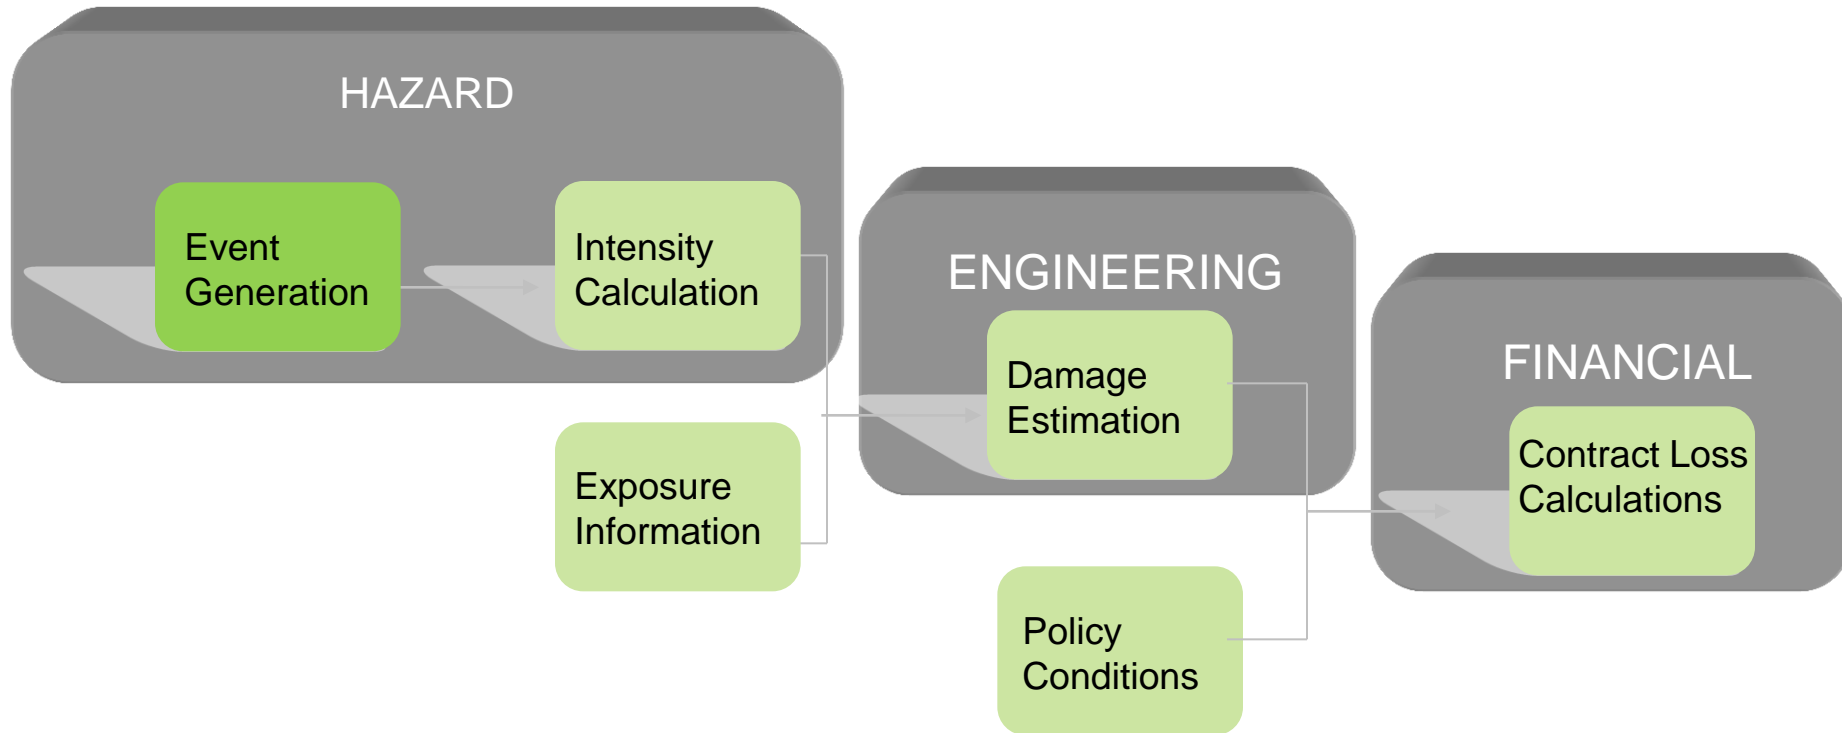 HAZARD
Event
Generation
Intensity
Calculation
Exposure
Information
ENGINEERING
Damage
Estimation
Policy
Conditions
FINANCIAL
Contract Loss
Calculations